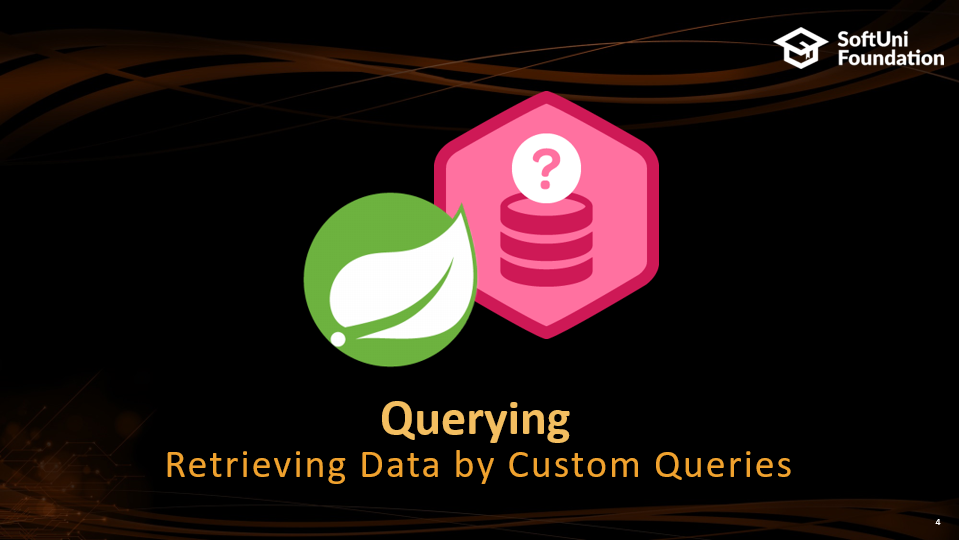 SoftUni
Foundation
?
Querying
Retrieving Data by Custom Queries
4